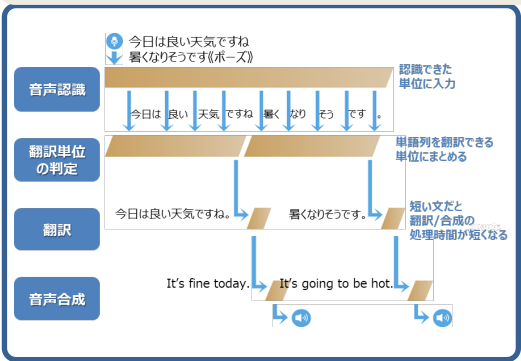 今日は良い天気ですね
暑くなりそうです《ポーズ》
音声認識
認識できた
単位に入力
今日は 良い 天気 ですね 暑く なり そう です 。
翻訳単位
の判定
単語列を翻訳できる
単位にまとめる
翻訳
今日は良い天気ですね。
暑くなりそうです。
短い文だと
翻訳/合成の
処理時間が短くなる
音声合成
It's fine today.
It's going to be hot.